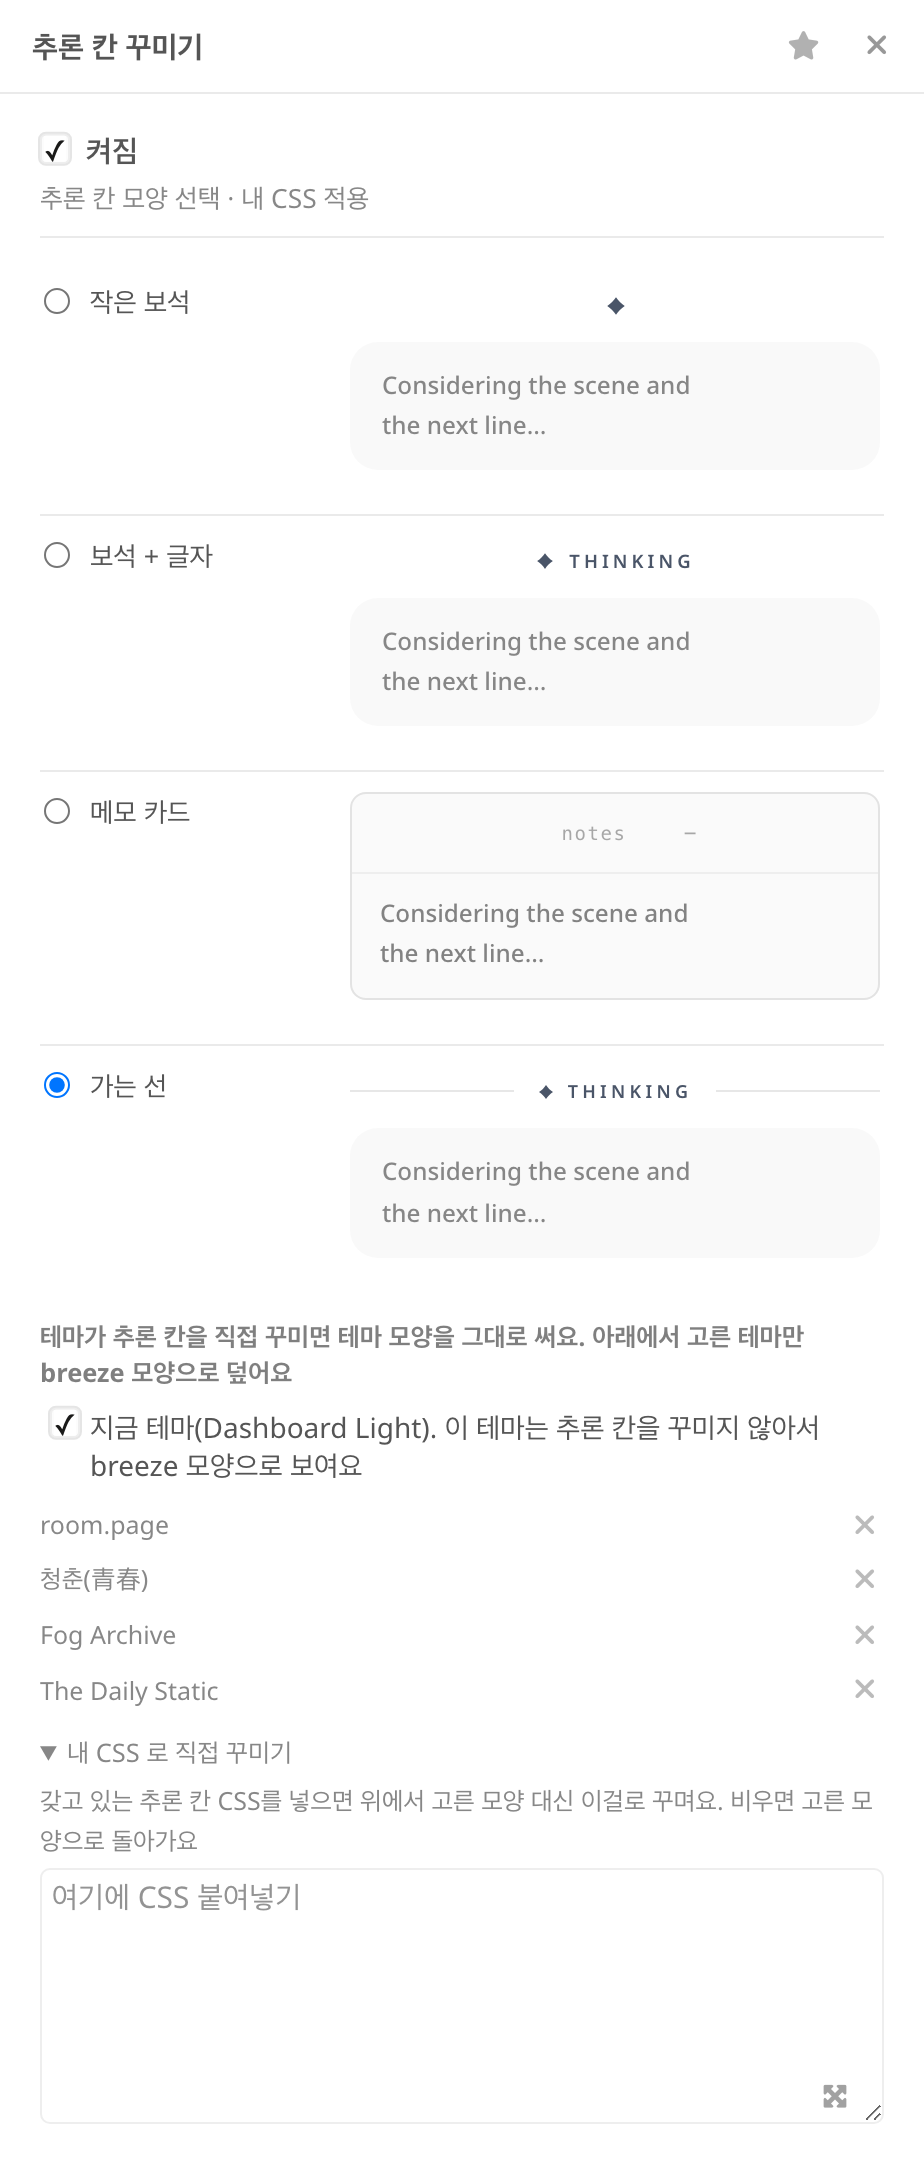 추론 칸 꾸미기
켜짐
추론 칸 모양 선택 · 내 CSS 적용
작은 보석
Considering the scene and
the next line...
보석 + 글자
THINKING
Considering the scene and
the next line...
메모 카드
notes –
Considering the scene and
the next line...
가는 선
THINKING
Considering the scene and
the next line...
테마가 추론 칸을 직접 꾸미면 테마 모양을 그대로 써요. 아래에서 고른 테마만
breeze 모양으로 덮어요
지금 테마(Dashboard Light). 이 테마는 추론 칸을 꾸미지 않아서
breeze 모양으로 보여요
room.page
청춘(青春)
Fog Archive
The Daily Static
내 CSS 로 직접 꾸미기
갖고 있는 추론 칸 CSS를 넣으면 위에서 고른 모양 대신 이걸로 꾸며요. 비우면 고른 모
양으로 돌아가요
여기에 CSS 붙여넣기